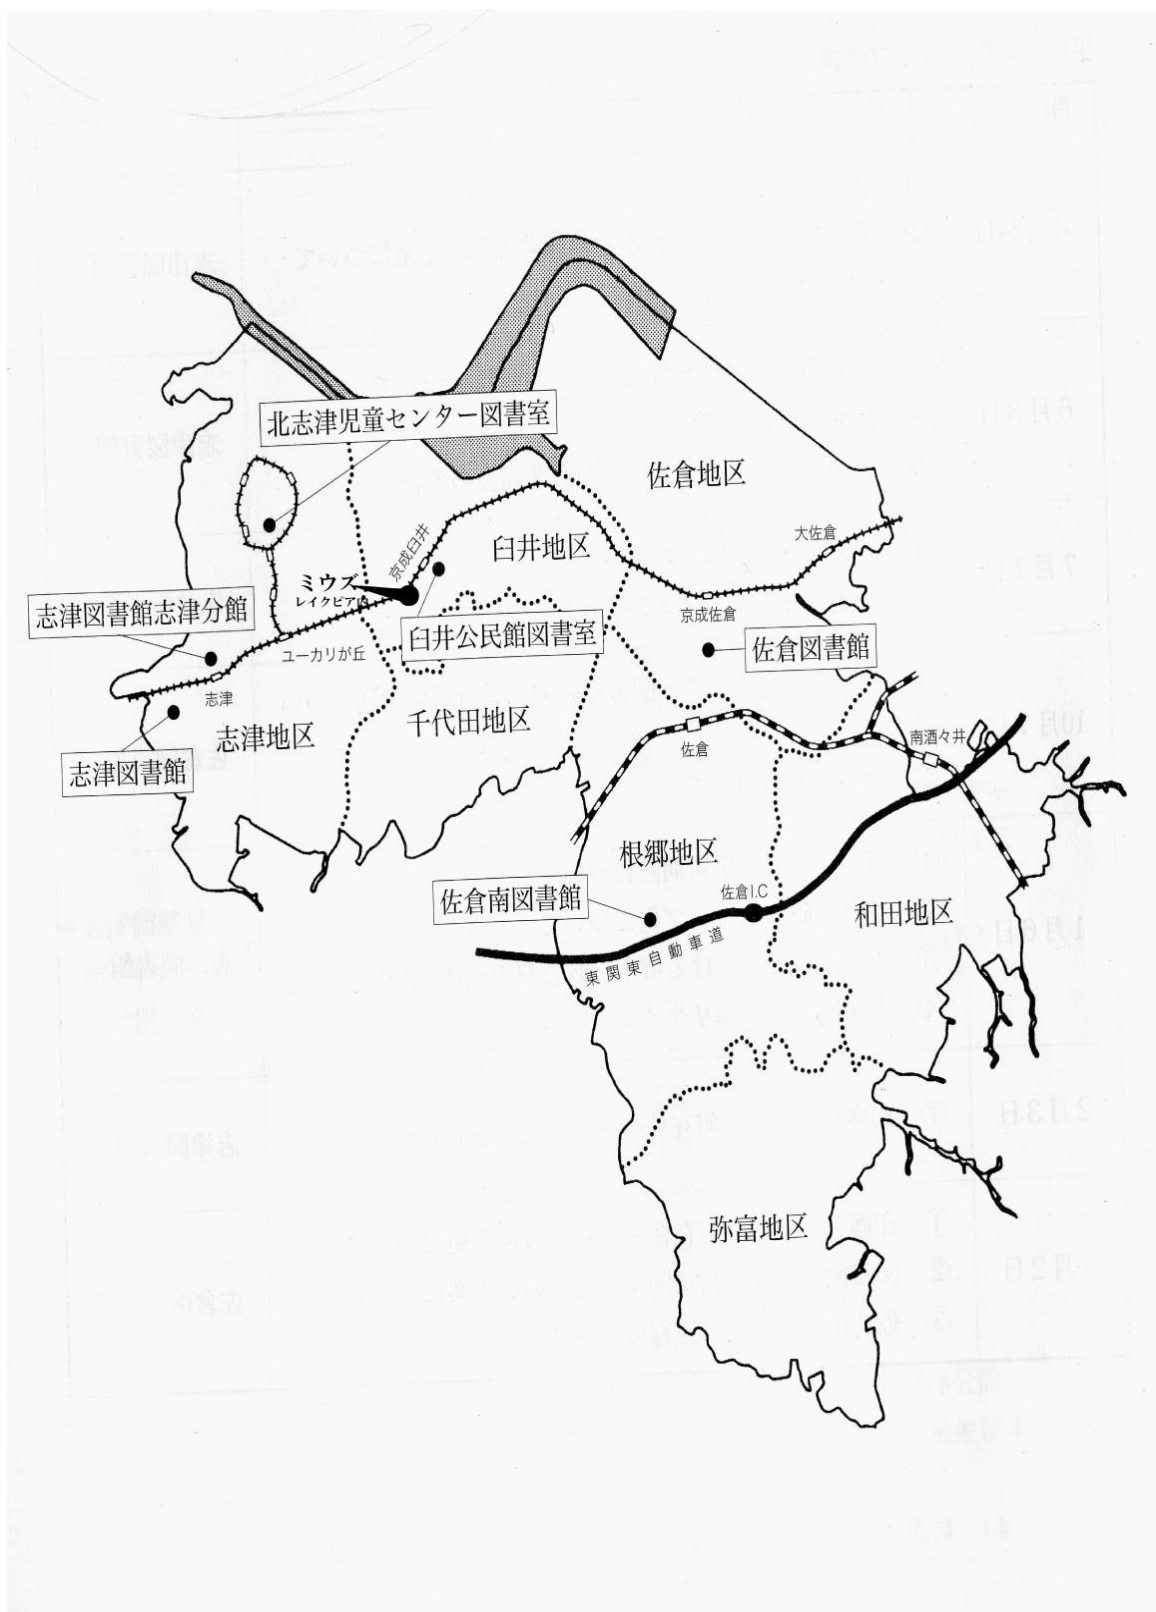 北志津児童センター図書室
佐倉地区
大佐倉
京成臼井
臼井地区
ミウズ
レイクピア内
志津図書館志津分館
臼井公民館図書室
京成佐倉
佐倉図書館
ユーカリが丘
志津
志津地区
千代田地区
佐倉
南酒々井
志津図書館
根郷地区
佐倉南図書館
佐倉I.C
和田地区
東関東自動車道
弥富地区